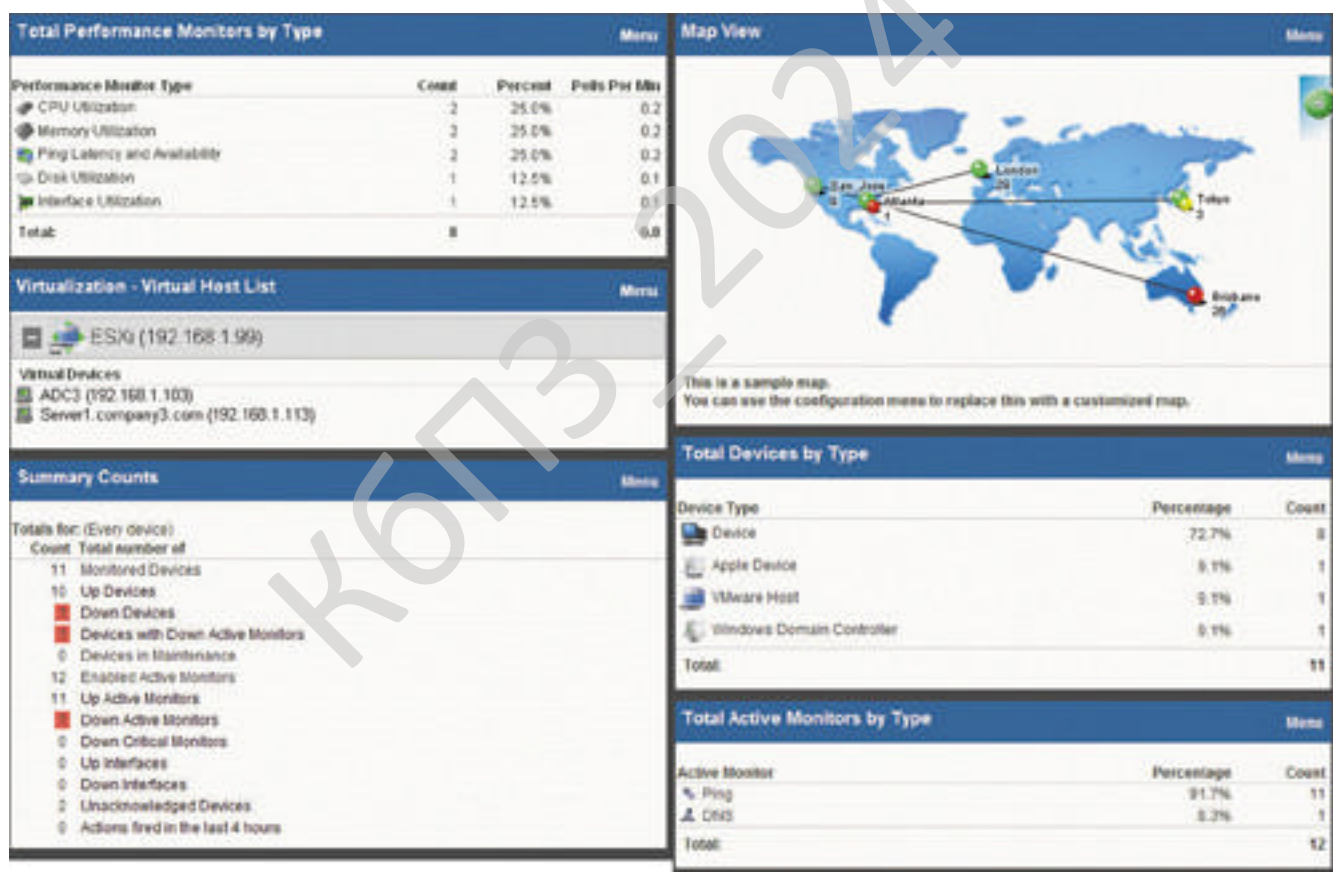 Total Performance Monitors by Type Menu
Performance Monitor Type Count Percent Polls Per Min
CPU Utilization 2 25.0% 0.2
Memory Utilization 2 25.0% 0.2
Ping Latency and Availability 2 25.0% 0.2
Disk Utilization 1 12.5% 0.1
Interface Utilization 1 12.5% 0.1
Total: 8
Virtualization - Virtual Host List Menu
ESXi (192.168.1.99)
Virtual Devices
ADC3 (192.168.1.103)
Server1.company3.com (192.168.1.113)
Summary Counts Menu
Totals for: (Every device)
Count Total number of
11 Monitored Devices
10 Up Devices
Down Devices
Devices with Down Active Monitors
0 Devices in Maintenance
12 Enabled Active Monitors
11 Up Active Monitors
Down Active Monitors
0 Down Critical Monitors
0 Up Interfaces
0 Down Interfaces
Unacknowledged Devices
0 Actions fired in the last 4 hours
Map View Menu
San Jose
London
Atlanta
1
Tokyo
Brisbane
This is a sample map.
You can use the configuration menu to replace this with a customized map.
Total Devices by Type Menu
Device Type Percentage Count
Device 72.7% 8
Apple Device 9.1% 1
VMware Host 9.1% 1
Windows Domain Controller 9.1% 1
Total: 11
Total Active Monitors by Type Menu
Active Monitor Percentage Count
Ping 91.7% 11
DNS 8.3% 1
Total: 12
КбПЗ_2024